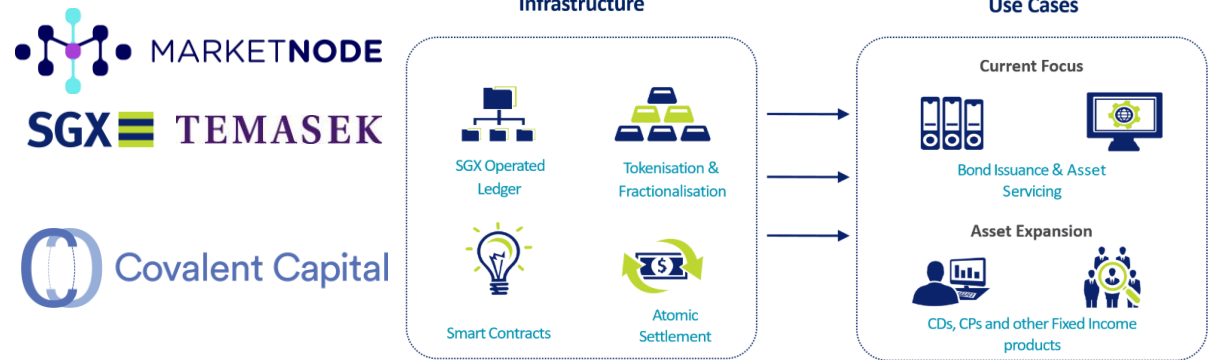 Infrastructure
Use Cases
MARKETNODE
SGX TEMASEK
Covalent Capital
SGX Operated
Ledger
Tokenisation &
Fractionalisation
$
Smart Contracts
Atomic
Settlement
Current Focus
Bond Issuance & Asset
Servicing
Asset Expansion
CDs, CPs and other Fixed Income
products